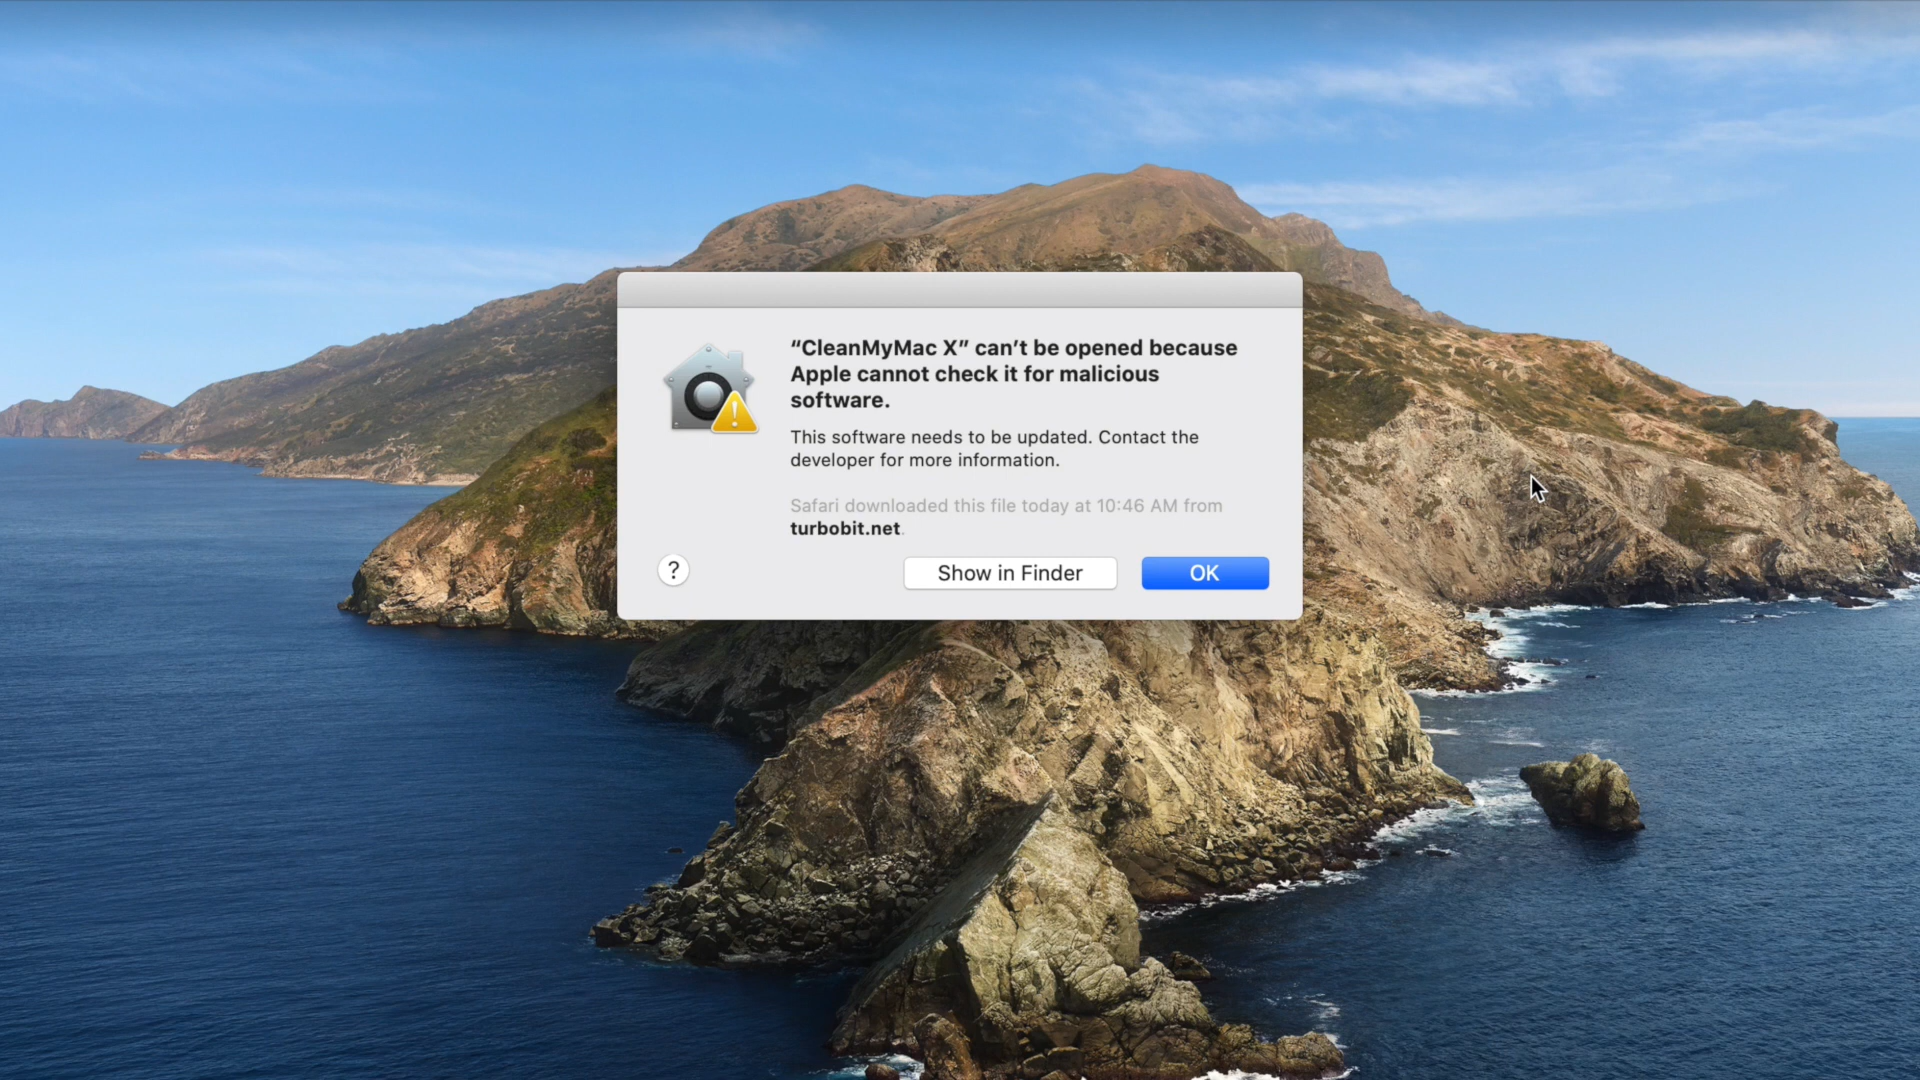 “CleanMyMac X” can’t be opened because
Apple cannot check it for malicious
software.
This software needs to be updated. Contact the
developer for more information.
Safari downloaded this file today at 10:46 AM from
turbobit.net.
?
Show in Finder
OK